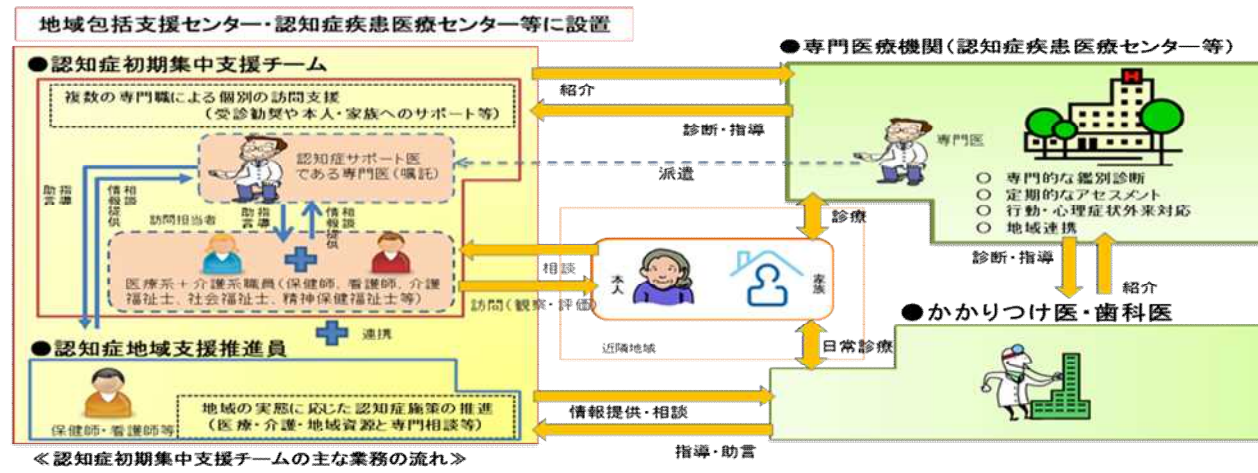 地域包括支援センター・認知症疾患医療センター等に設置
●認知症初期集中支援チーム
複数の専門職による個別の訪問支援
(受診勧奨や本人・家族へのサポート等)
認知症サポート医
である専門医(嘱託)
指導
助言
相談
情報提供
訪問担当者
指導
助言
相談
情報提供
医療系+介護系職員(保健師、看護師、介護
福祉士、社会福祉士、精神保健福祉士等)
連携
●認知症地域支援推進員
地域の実態に応じた認知症施策の推進
(医療・介護・地域資源と専門相談等)
保健師・看護師等
≪認知症初期集中支援チームの主な業務の流れ≫
紹介
診断・指導
派遣
相談
訪問(観察・評価)
本人
家族
近隣地域
診療
日常診療
情報提供・相談
指導・助言
●専門医療機関(認知症疾患医療センター等)
H
専門医
○ 専門的な鑑別診断
○ 定期的なアセスメント
○ 行動・心理症状外来対応
○ 地域連携
診断・指導
紹介
●かかりつけ医・歯科医